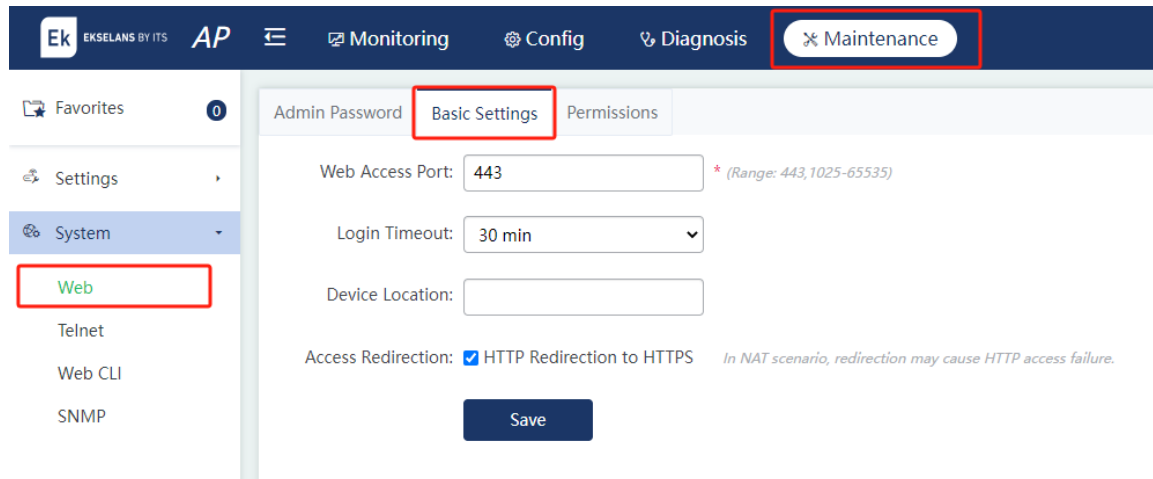 Ek EKSELANS BY ITS AP Monitoring Config Diagnosis Maintenance
Favorites 0
Settings
System
Web
Telnet
Web CLI
SNMP
Admin Password Basic Settings Permissions
Web Access Port: 443 * (Range: 443,1025-65535)
Login Timeout: 30 min
Device Location:
Access Redirection: HTTP Redirection to HTTPS In NAT scenario, redirection may cause HTTP access failure.
Save